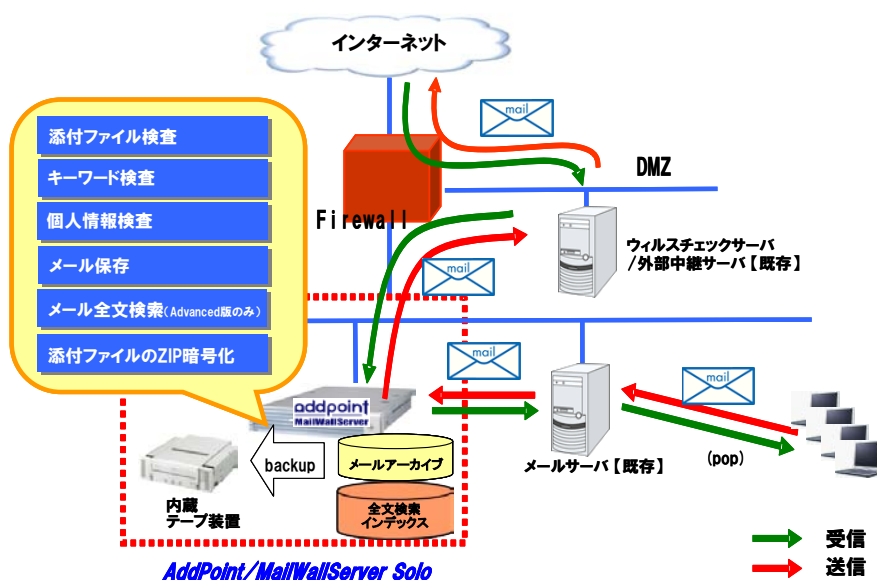 インターネット
mail
添付ファイル検査
キーワード検査
個人情報検査
メール保存
メール全文検索(Advanced版のみ)
添付ファイルのZIP暗号化
DMZ
Firewall
ウィルスチェックサーバ
/外部中継サーバ【既存】
mail
mail
mail
addpoint
MailWallServer
backup
メールアーカイブ
全文検索
インデックス
内蔵
テープ装置
メールサーバ【既存】
(pop)
受信
送信
AddPoint/MailWallServer Solo